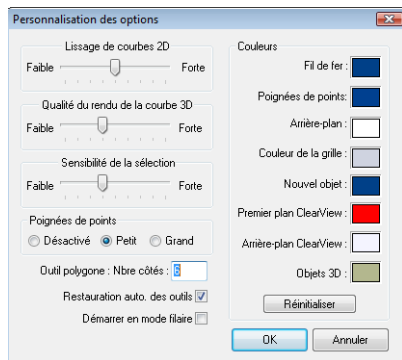 Personnalisation des options
Lissage de courbes 2D
Faible Forte
Qualité du rendu de la courbe 3D
Faible Forte
Sensibilité de la sélection
Faible Forte
Poignées de points
Désactivé Petit Grand
Outil polygone : Nbre côtés : 6
Restauration auto. des outils
Démarrer en mode filaire
Couleurs
Fil de fer :
Poignées de points:
Arrière-plan :
Couleur de la grille :
Nouvel objet :
Premier plan ClearView :
Arrière-plan ClearView :
Objets 3D :
Réinitialiser
OK Annuler